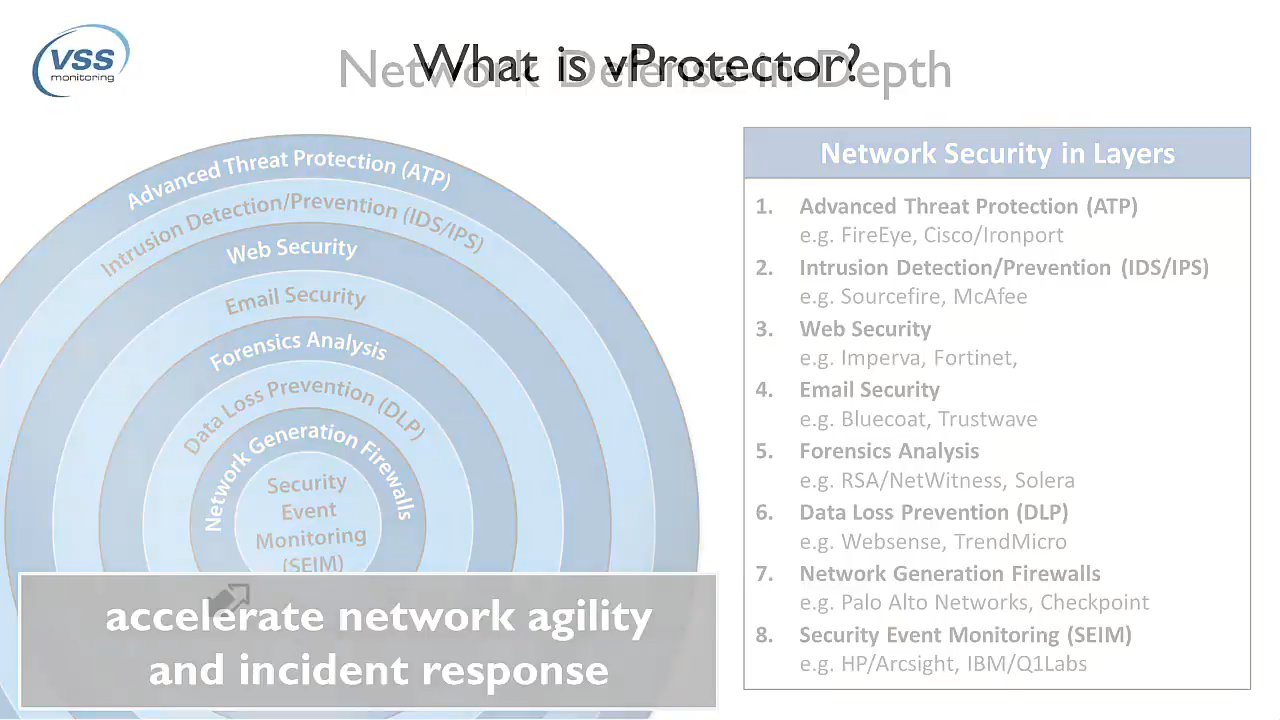 VSS
monitoring
Network Defense-in-Depth
What is vProtector?
Advanced Threat Protection (ATP)
Intrusion Detection/Prevention (IDS/IPS)
Web Security
Email Security
Forensics Analysis
Data Loss Prevention (DLP)
Network Generation Firewalls
Security
Event
Monitoring
(SEIM)
accelerate network agility
and incident response
Network Security in Layers
1. Advanced Threat Protection (ATP)
e.g. FireEye, Cisco/Ironport
2. Intrusion Detection/Prevention (IDS/IPS)
e.g. Sourcefire, McAfee
3. Web Security
e.g. Imperva, Fortinet,
4. Email Security
e.g. Bluecoat, Trustwave
5. Forensics Analysis
e.g. RSA/NetWitness, Solera
6. Data Loss Prevention (DLP)
e.g. Websense, TrendMicro
7. Network Generation Firewalls
e.g. Palo Alto Networks, Checkpoint
8. Security Event Monitoring (SEIM)
e.g. HP/Arcsight, IBM/Q1Labs